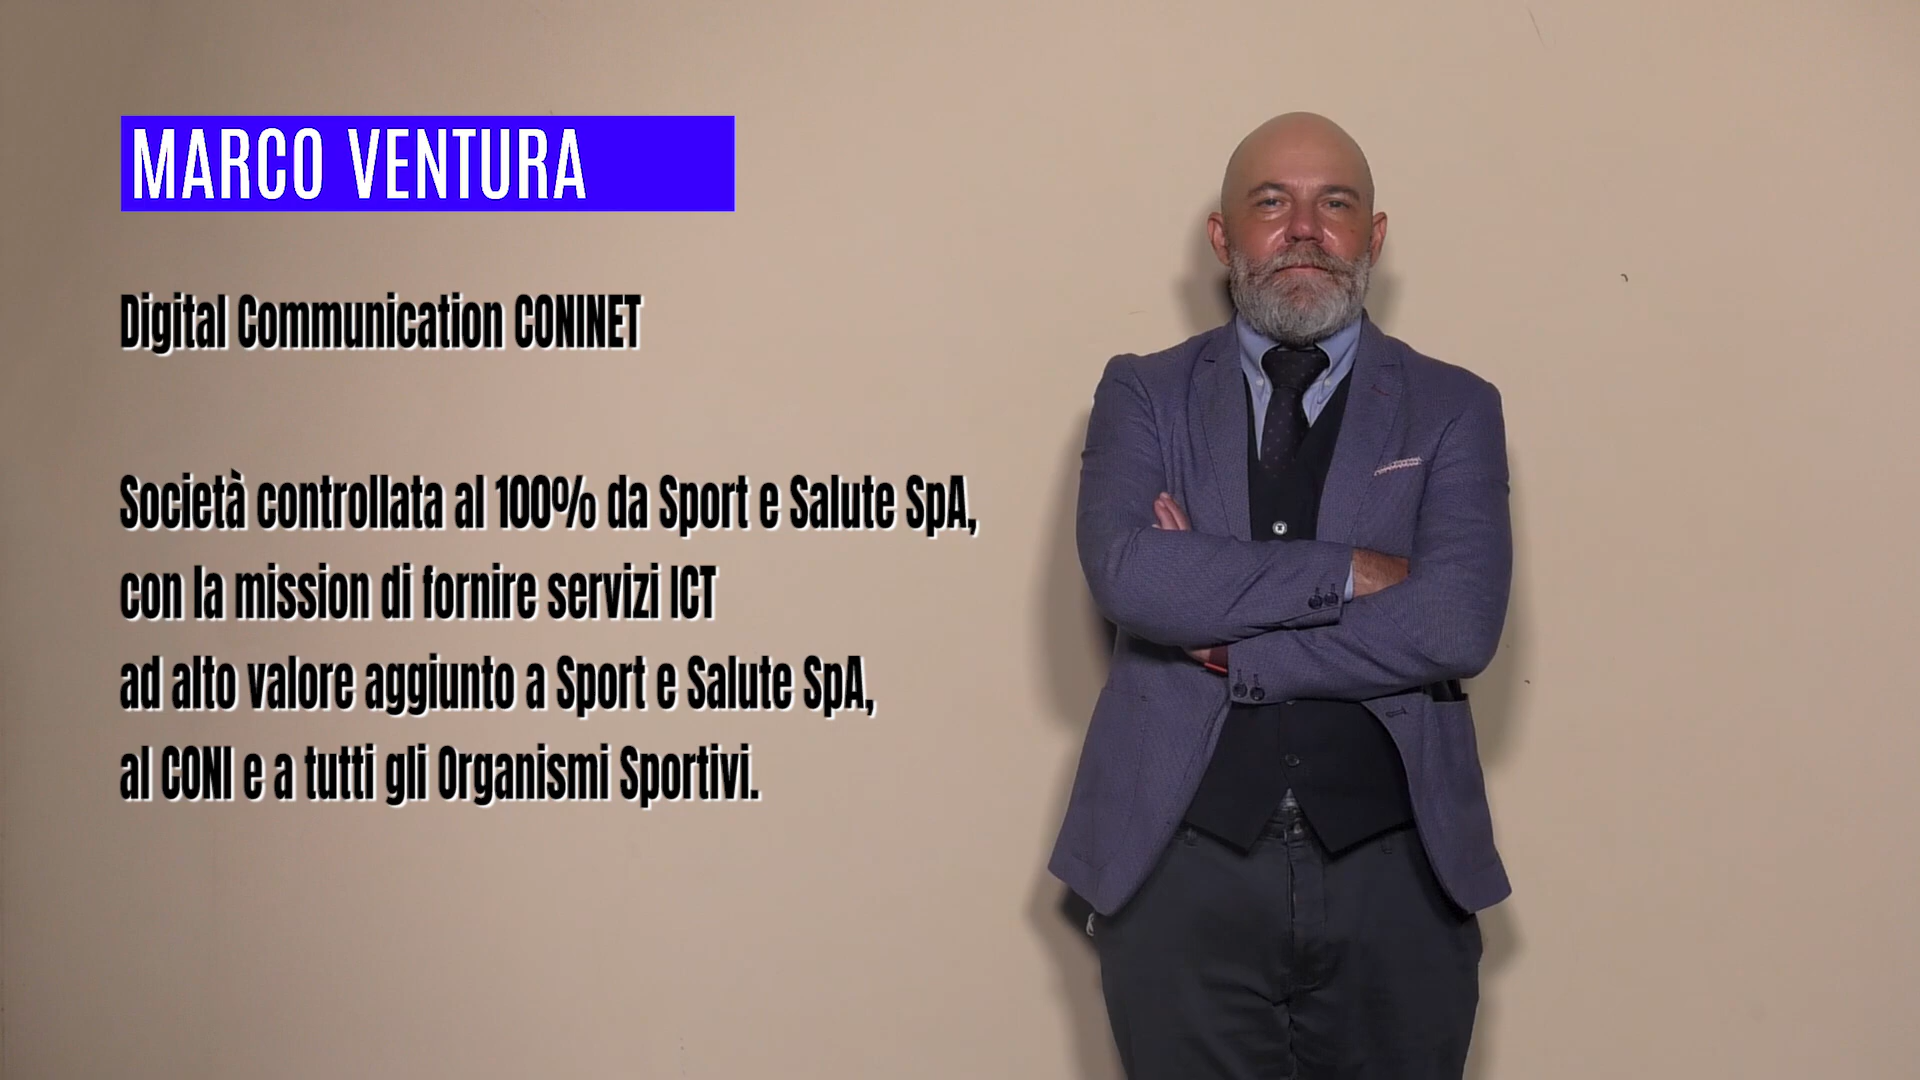 MARCO VENTURA
Digital Communication CONINET
Società controllata al 100% da Sport e Salute SpA,
con la mission di fornire servizi ICT
ad alto valore aggiunto a Sport e Salute SpA,
al CONI e a tutti gli Organismi Sportivi.